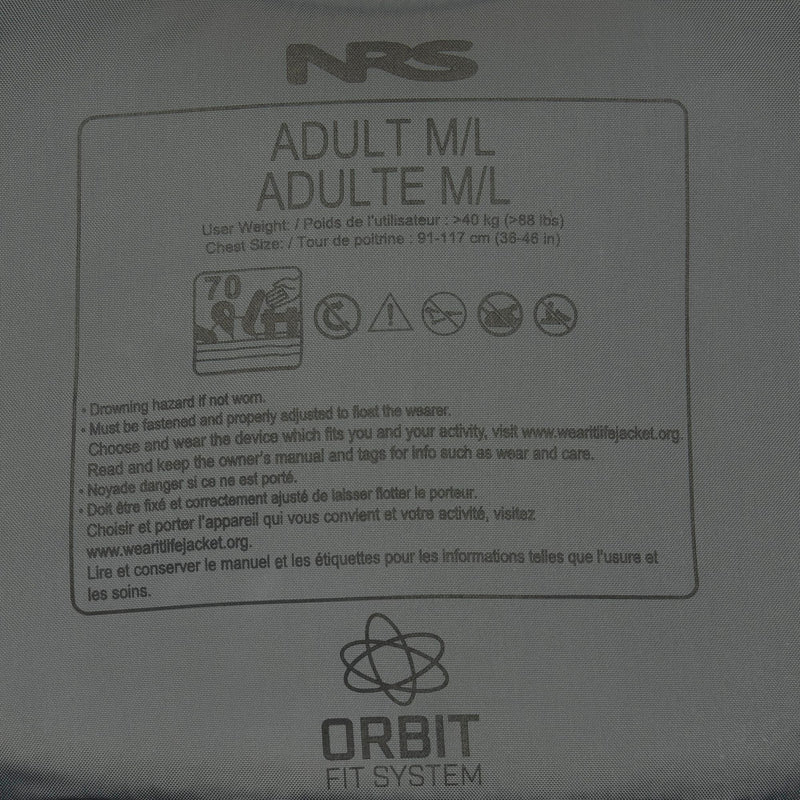 NRS
ADULT M/L
ADULTE M/L
User Weight: / Poids de l'utilisateur : >40 kg (>88 lbs)
Chest Size: / Tour de poitrine : 91-117 cm (36-46 in)
70
• Drowning hazard if not worn.
• Must be fastened and properly adjusted to float the wearer.
Choose and wear the device which fits you and your activity, visit www.wearitlifejacket.org.
Read and keep the owner's manual and tags for info such as wear and care.
• Noyade danger si ce ne est porté.
• Doit être fixé et correctement ajusté de laisser flotter le porteur.
Choisir et porter l'appareil qui vous convient et votre activité, visitez
www.wearitlifejacket.org.
Lire et conserver le manuel et les étiquettes pour les informations telles que l'usure et
les soins.
ORBIT
FIT SYSTEM